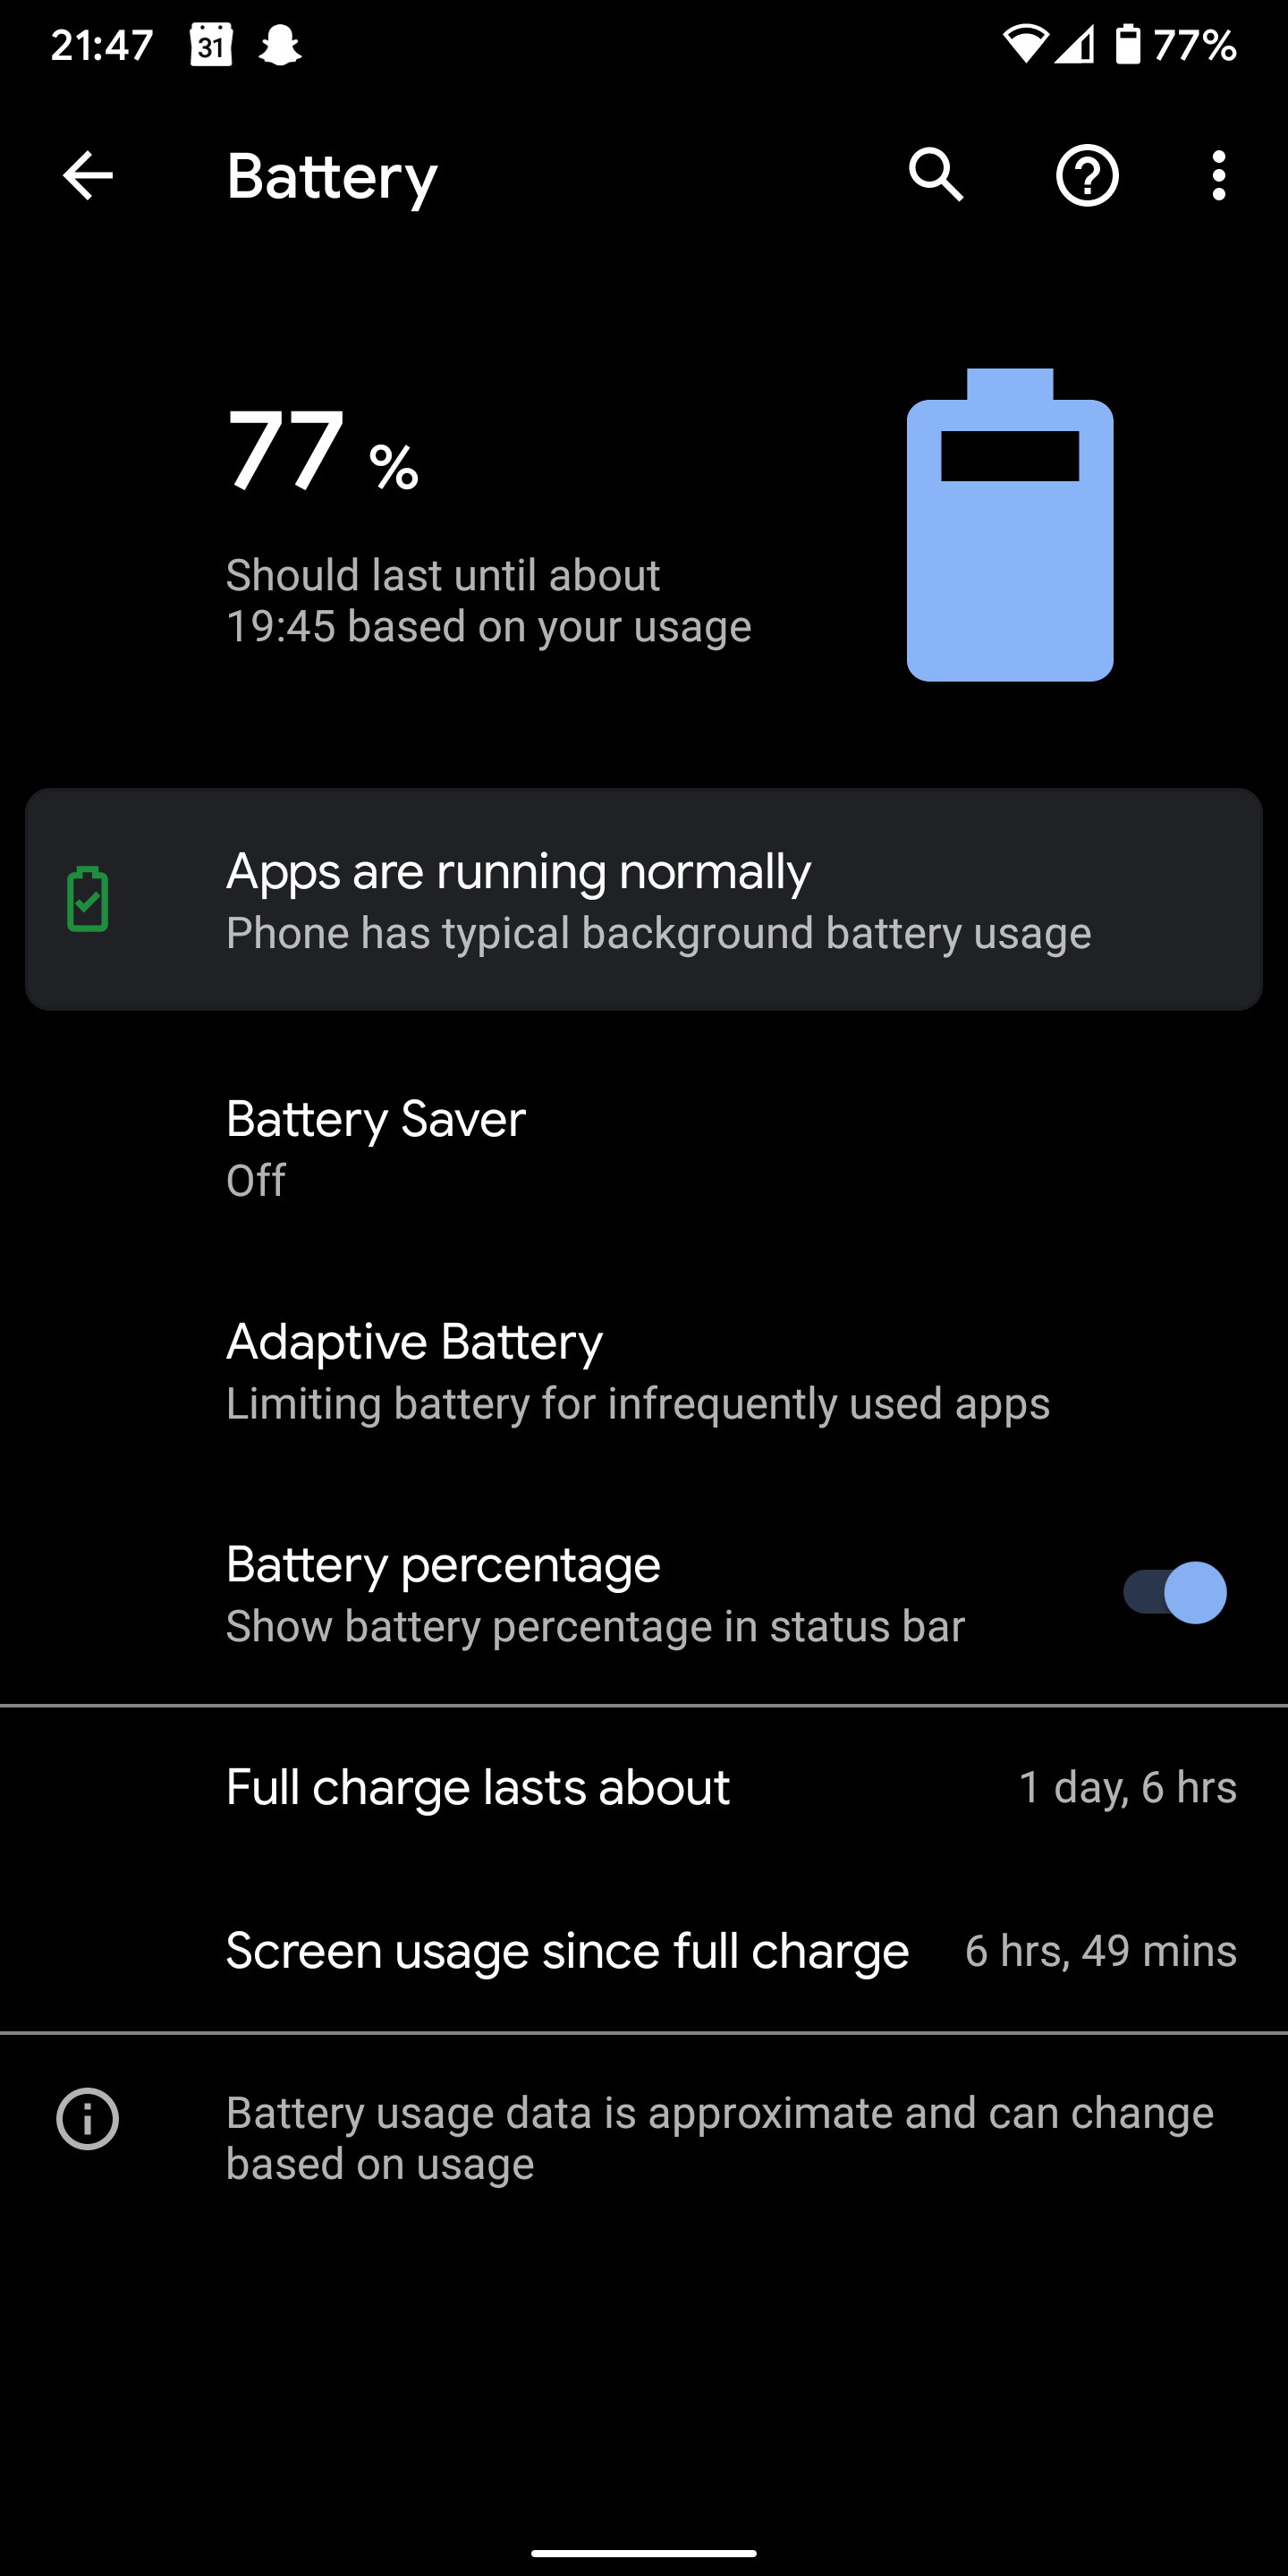 21:47 31 77%
Battery
77 %
Should last until about
19:45 based on your usage
Apps are running normally
Phone has typical background battery usage
Battery Saver
Off
Adaptive Battery
Limiting battery for infrequently used apps
Battery percentage
Show battery percentage in status bar
Full charge lasts about 1 day, 6 hrs
Screen usage since full charge 6 hrs, 49 mins
Battery usage data is approximate and can change
based on usage